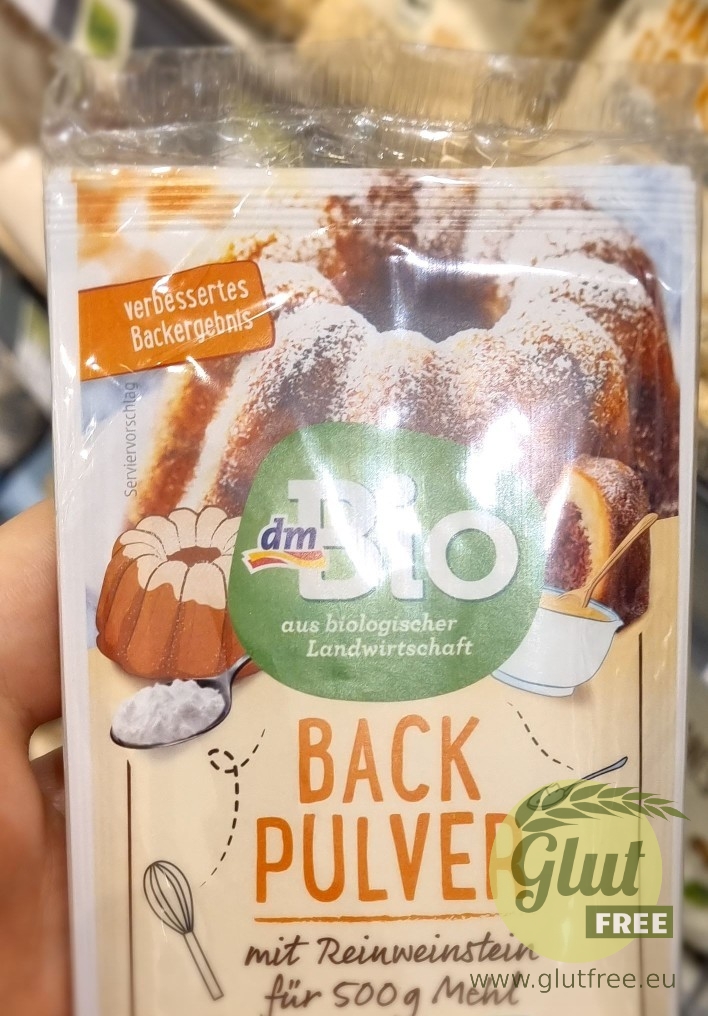 verbessertes
Backergebnis
Serviervorschlag
dm
Bio
aus biologischer
Landwirtschaft
BACK
PULVER
mit Reinweinstein
für 500g Mehl
Glut
FREE
www.glutfree.eu